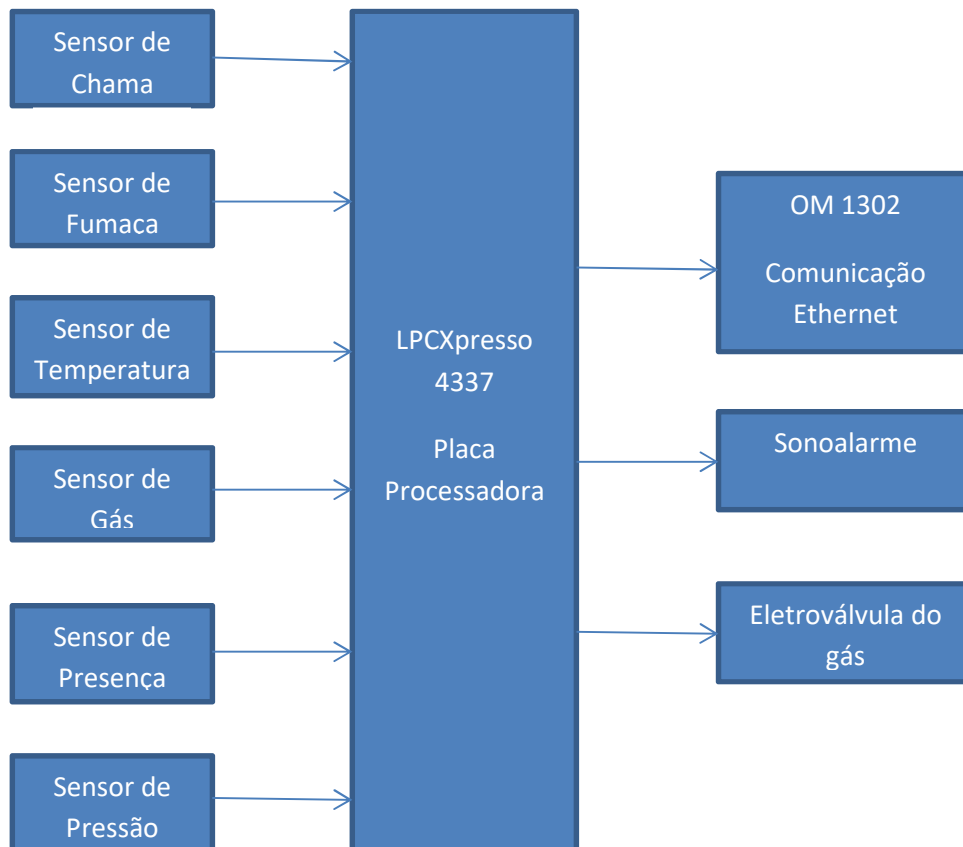 Sensor de
Chama
Sensor de
Fumaca
Sensor de
Temperatura
Sensor de
Gás
Sensor de
Presença
Sensor de
Pressão
LPCXpresso
4337
Placa
Processadora
OM 1302
Comunicação
Ethernet
Sonoalarme
Eletroválvula do
gás